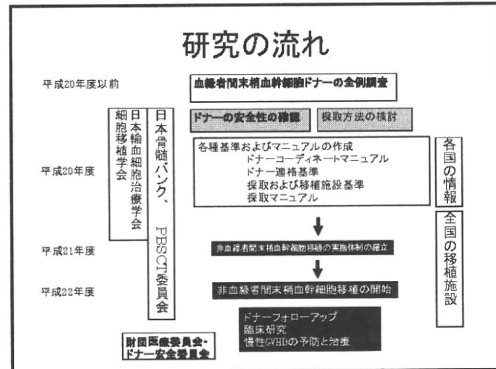 研究の流れ
平成20年度以前
血縁者間末梢血幹細胞ドナーの全例調査
ドナーの安全性の確認
採取方法の検討
日本輸血細胞治療学会
細胞移植学会
日本骨髄バンク、PBSCT委員会
平成20年度
各種基準およびマニュアルの作成
ドナーコーディネートマニュアル
ドナー適格基準
採取および移植施設基準
採取マニュアル
各国の情報
全国の移植施設
平成21年度
非血縁者間末梢血幹細胞移植の実施体制の確立
平成22年度
非血縁者間末梢血幹細胞移植の開始
ドナーフォローアップ
臨床研究
慢性GVHDの予防と治療
財団医療委員会・
ドナー安全委員会